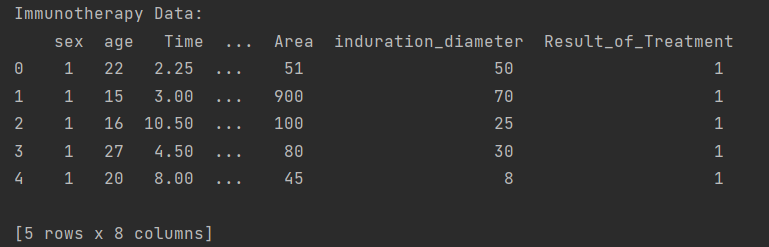 Immunotherapy Data:
sex age Time ... Area induration_diameter Result_of_Treatment
0 1 22 2.25 ... 51 50 1
1 1 15 3.00 ... 900 70 1
2 1 16 10.50 ... 100 25 1
3 1 27 4.50 ... 80 30 1
4 1 20 8.00 ... 45 8 1
[5 rows x 8 columns]